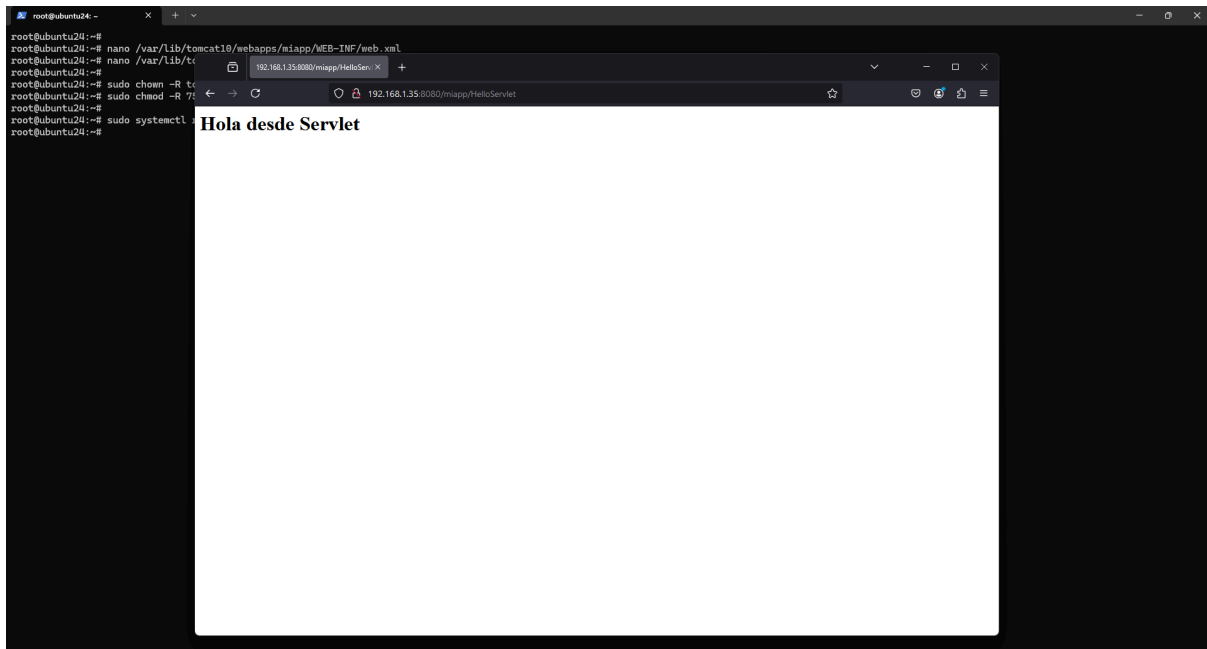 root@ubuntu24: ~
root@ubuntu24:~#
root@ubuntu24:~# nano /var/lib/tomcat10/webapps/miapp/WEB-INF/web.xml
root@ubuntu24:~# nano /var/lib/to
root@ubuntu24:~#
root@ubuntu24:~# sudo chown -R to
root@ubuntu24:~# sudo chmod -R 75
root@ubuntu24:~#
root@ubuntu24:~# sudo systemctl
root@ubuntu24:~#
192.168.1.35:8080/miapp/HelloServ
192.168.1.35:8080/miapp/HelloServlet
Hola desde Servlet